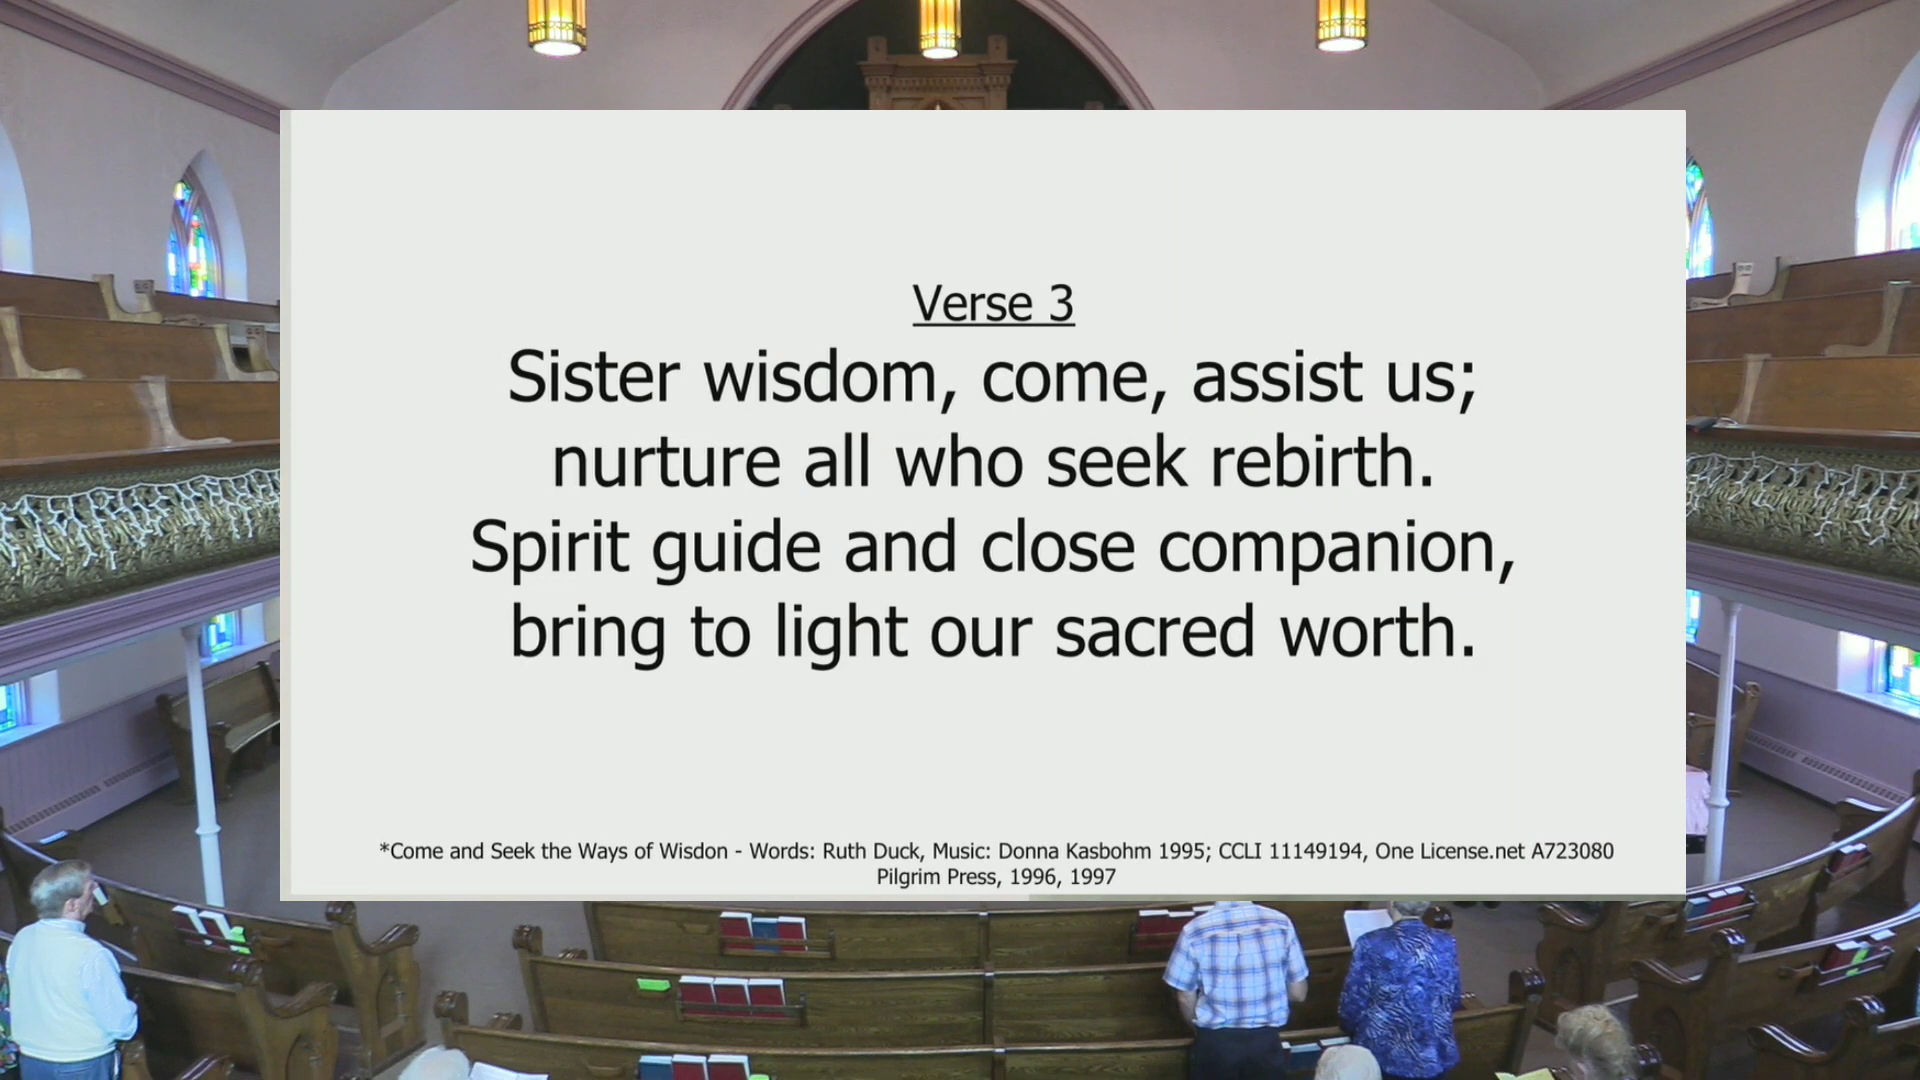 Verse 3
Sister wisdom, come, assist us;
nurture all who seek rebirth.
Spirit guide and close companion,
bring to light our sacred worth.
*Come and Seek the Ways of Wisdon - Words: Ruth Duck, Music: Donna Kasbohm 1995; CCLI 11149194, One License.net A723080
Pilgrim Press, 1996, 1997